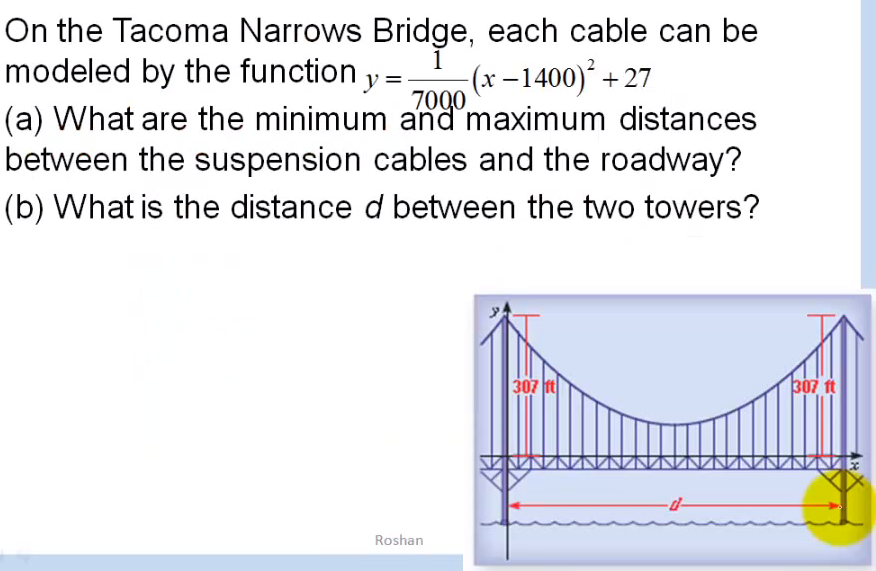 On the Tacoma Narrows Bridge, each cable can be
modeled by the function y = 1/7000 (x – 1400)² + 27
(a) What are the minimum and maximum distances
between the suspension cables and the roadway?
(b) What is the distance d between the two towers?
y
307 ft 307 ft
x
d
Roshan